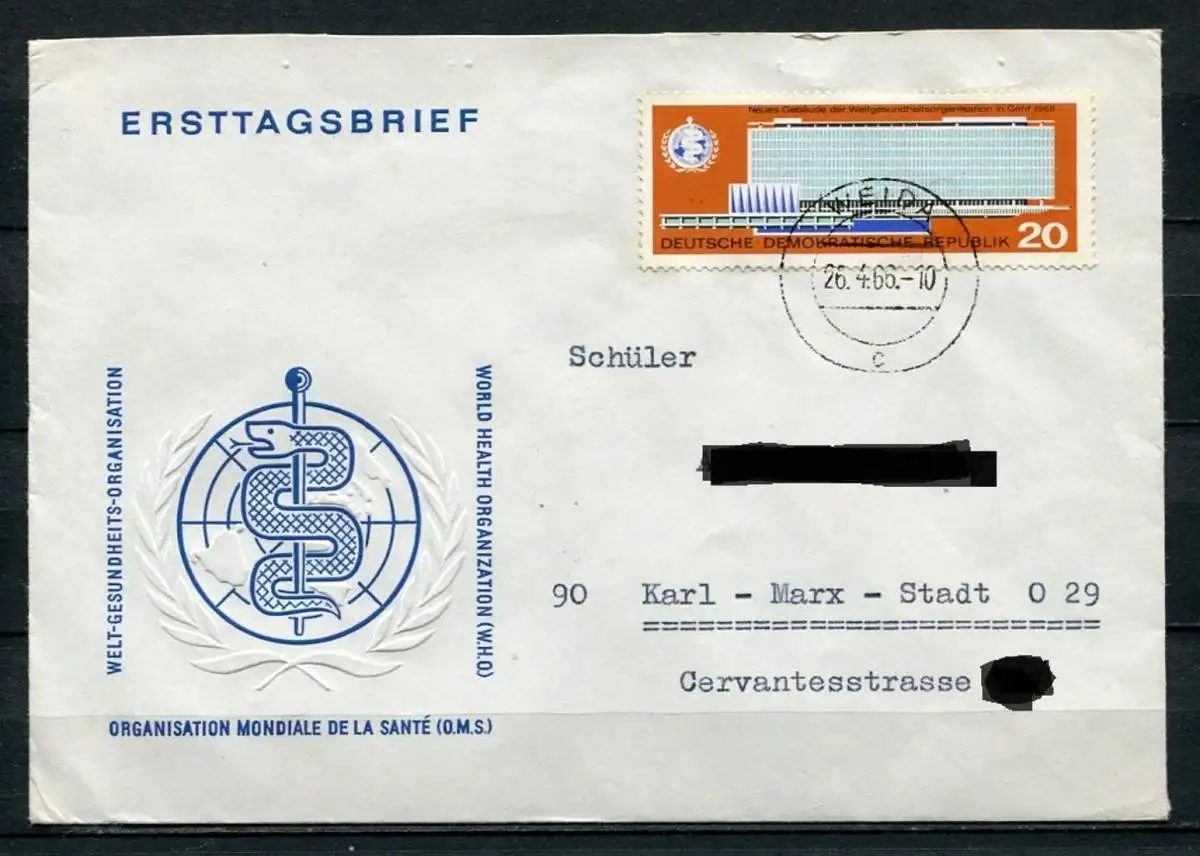 ERSTTAGSBRIEF
Neues Gebäude der Weltgesundheitsorganisation in Genf 1966
DEUTSCHE DEMOKRATISCHE REPUBLIK 20
WEIDA
26.4.66.-10
c
Schüler
WELT-GESUNDHEITS-ORGANISATION
WORLD HEALTH ORGANIZATION (W.H.O.)
ORGANISATION MONDIALE DE LA SANTÉ (O.M.S.)
90 Karl - Marx - Stadt O 29
Cervantesstrasse